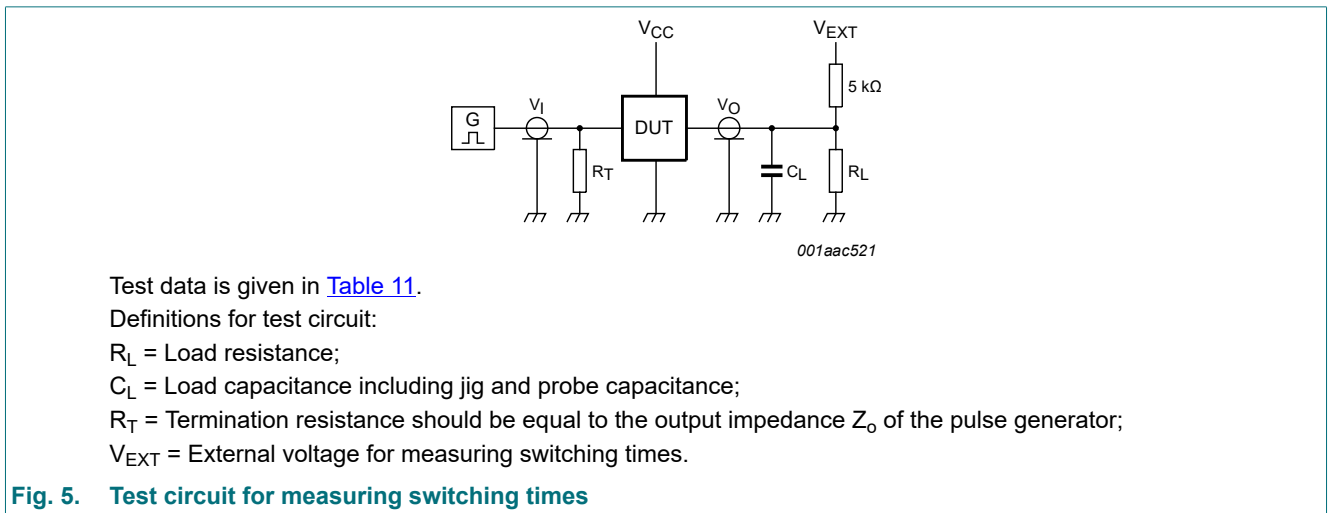 VCC
VEXT
5 kΩ
G
VI
DUT
VO
RT
CL
RL
001aac521
Test data is given in Table 11.
Definitions for test circuit:
RL = Load resistance;
CL = Load capacitance including jig and probe capacitance;
RT = Termination resistance should be equal to the output impedance Zo of the pulse generator;
VEXT = External voltage for measuring switching times.
Fig. 5. Test circuit for measuring switching times